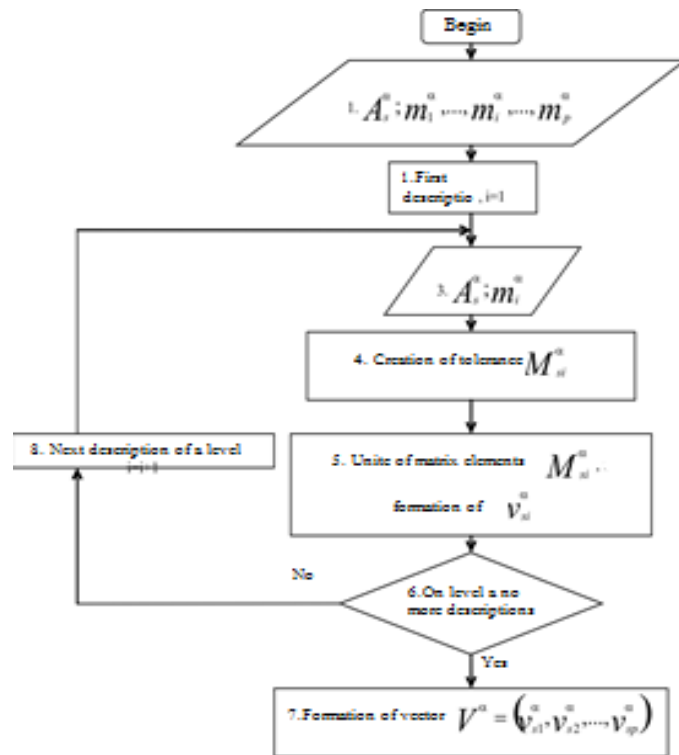 Begin
1. A_s^α ; m_1^α ,..., m_i^α ,..., m_p^α
1.First
descriptio , i=1
3. A_s^α ; m_i^α
4. Creation of tolerance M_si^α
5. Unite of matrix elements M_si^α .
formation of v_si^α
6.On level a no
more descriptions
No
Yes
7.Formation of vector V^α = (v_s1^α, v_s2^α,..., v_sp^α)
8. Next description of a level
i=i+1